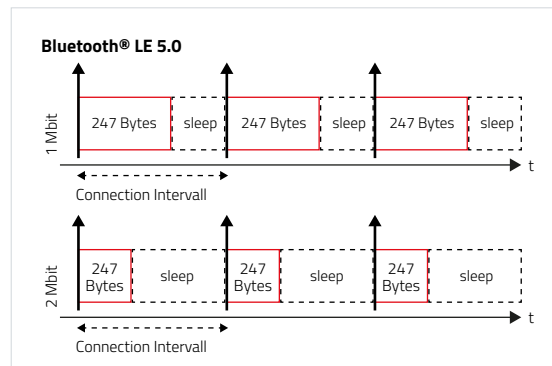 Bluetooth® LE 5.0
1 Mbit
247 Bytes sleep 247 Bytes sleep 247 Bytes sleep
t
Connection Intervall
2 Mbit
247 sleep 247 sleep 247 sleep
Bytes Bytes Bytes
t
Connection Intervall